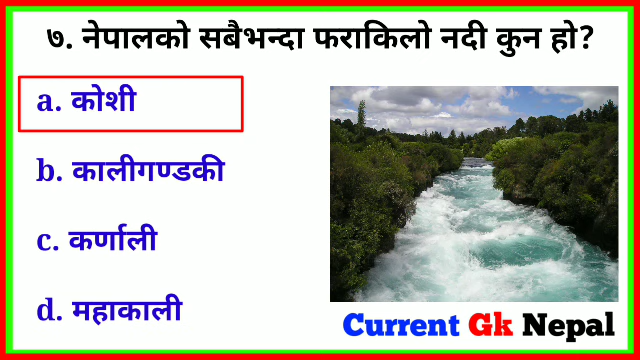 ७. नेपालको सबैभन्दा फराकिलो नदी कुन हो?
a. कोशी
b. कालीगण्डकी
c. कर्णाली
d. महाकाली
Current Gk Nepal